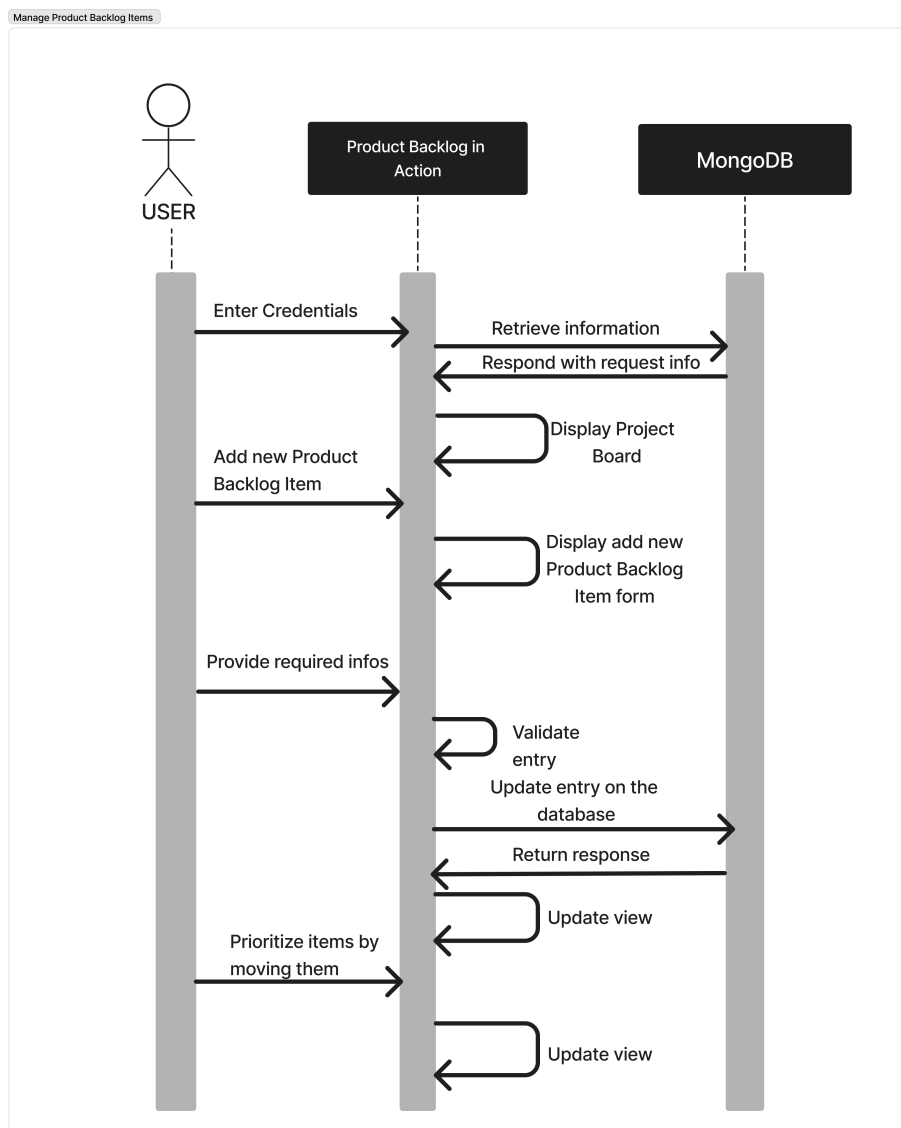 Manage Product Backlog Items
Product Backlog in
Action
MongoDB
USER
Enter Credentials
Retrieve information
Respond with request info
Display Project
Board
Add new Product
Backlog Item
Display add new
Product Backlog
Item form
Provide required infos
Validate
entry
Update entry on the
database
Return response
Update view
Prioritize items by
moving them
Update view